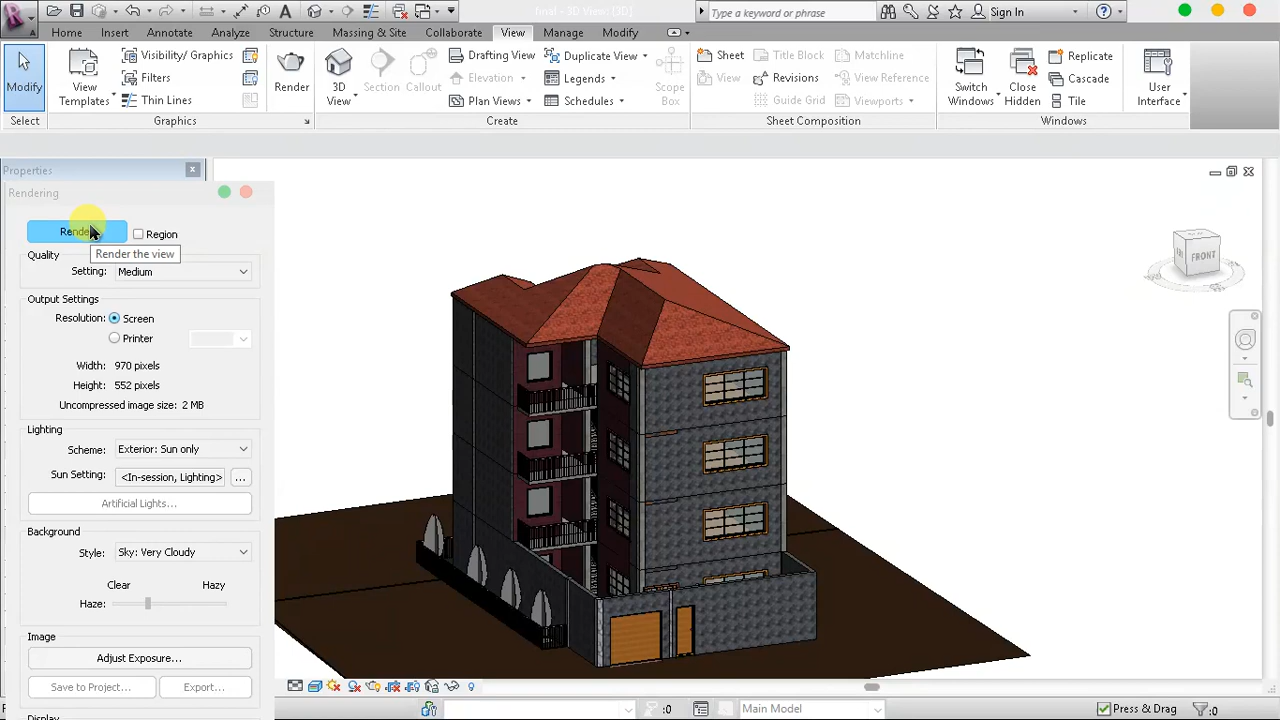 final - 3D View: {3D}
Type a keyword or phrase
Sign In
Home Insert Annotate Analyze Structure Massing & Site Collaborate View Manage Modify
Modify
View
Templates
Visibility/ Graphics
Filters
Thin Lines
Render
3D
View
Section
Callout
Drafting View
Elevation
Plan Views
Duplicate View
Legends
Schedules
Scope
Box
Sheet
View
Title Block
Revisions
Guide Grid
Matchline
View Reference
Viewports
Switch
Windows
Close
Hidden
Replicate
Cascade
Tile
User
Interface
Select Graphics Create Sheet Composition Windows
Properties
Rendering
Region
Render the view
Quality
Setting: Medium
Output Settings
Resolution: Screen
Printer
Width: 970 pixels
Height: 552 pixels
Uncompressed image size: 2 MB
Lighting
Scheme: Exterior: Sun only
Sun Setting: <In-session, Lighting> ...
Artificial Lights...
Background
Style: Sky: Very Cloudy
Clear Hazy
Haze:
Image
Adjust Exposure...
Save to Project... Export...
FRONT
:0 Main Model Press & Drag :0